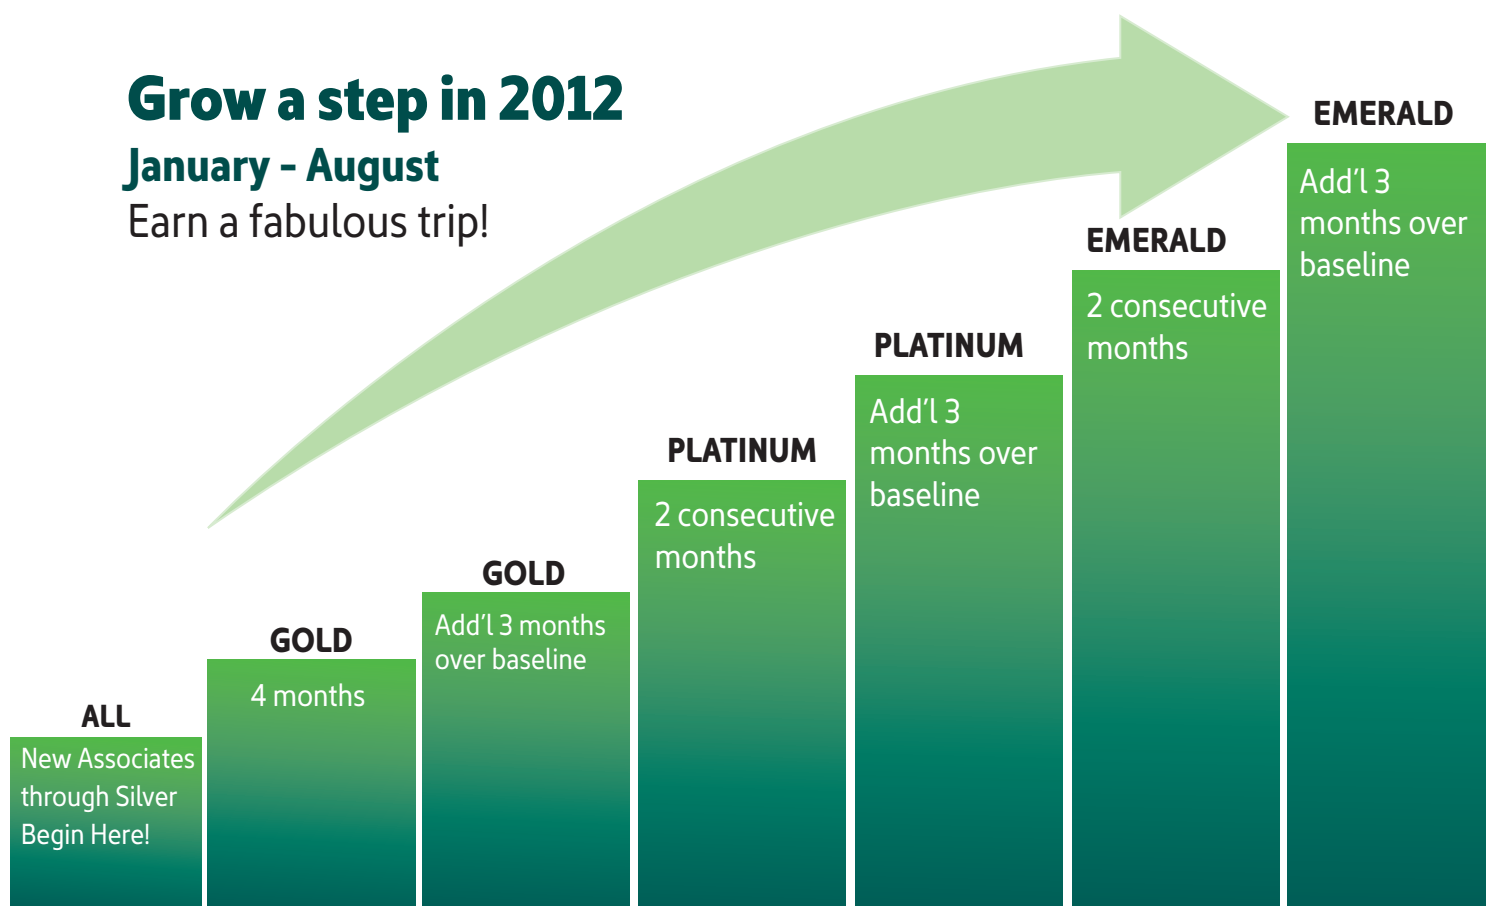 Grow a step in 2012
January – August
Earn a fabulous trip!
ALL
New Associates
through Silver
Begin Here!
GOLD
4 months
GOLD
Add'l 3 months
over baseline
PLATINUM
2 consecutive
months
PLATINUM
Add'l 3
months over
baseline
EMERALD
2 consecutive
months
EMERALD
Add'l 3
months over
baseline